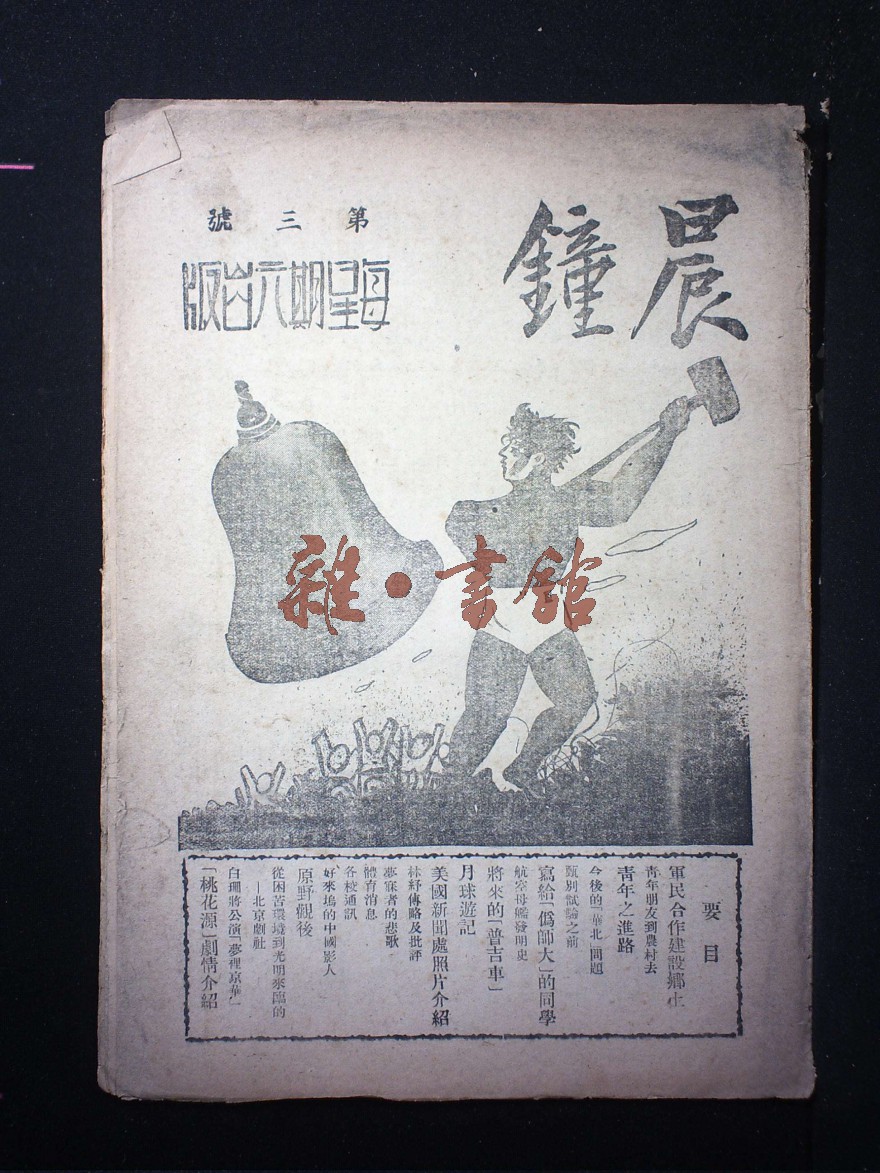 晨鐘
第三號
每星期六出版
雜·書館
要目
軍民合作建設鄉土
青年朋友到農村去
青年之進路
今後的「華北」問題
甄別試驗之前
寫給「僞師大」的同學
航空母艦發明史
將來的「普吉車」
月球遊記
美國新聞處照片介紹
林紓傳略及批評
夢寐者的悲歌
體育消息
各校通訊
好來塢的中國影人
原野觀後
從困苦環境到光明來臨的
—北京劇社
白珊將公演「夢裡京華」
「桃花源」劇情介紹